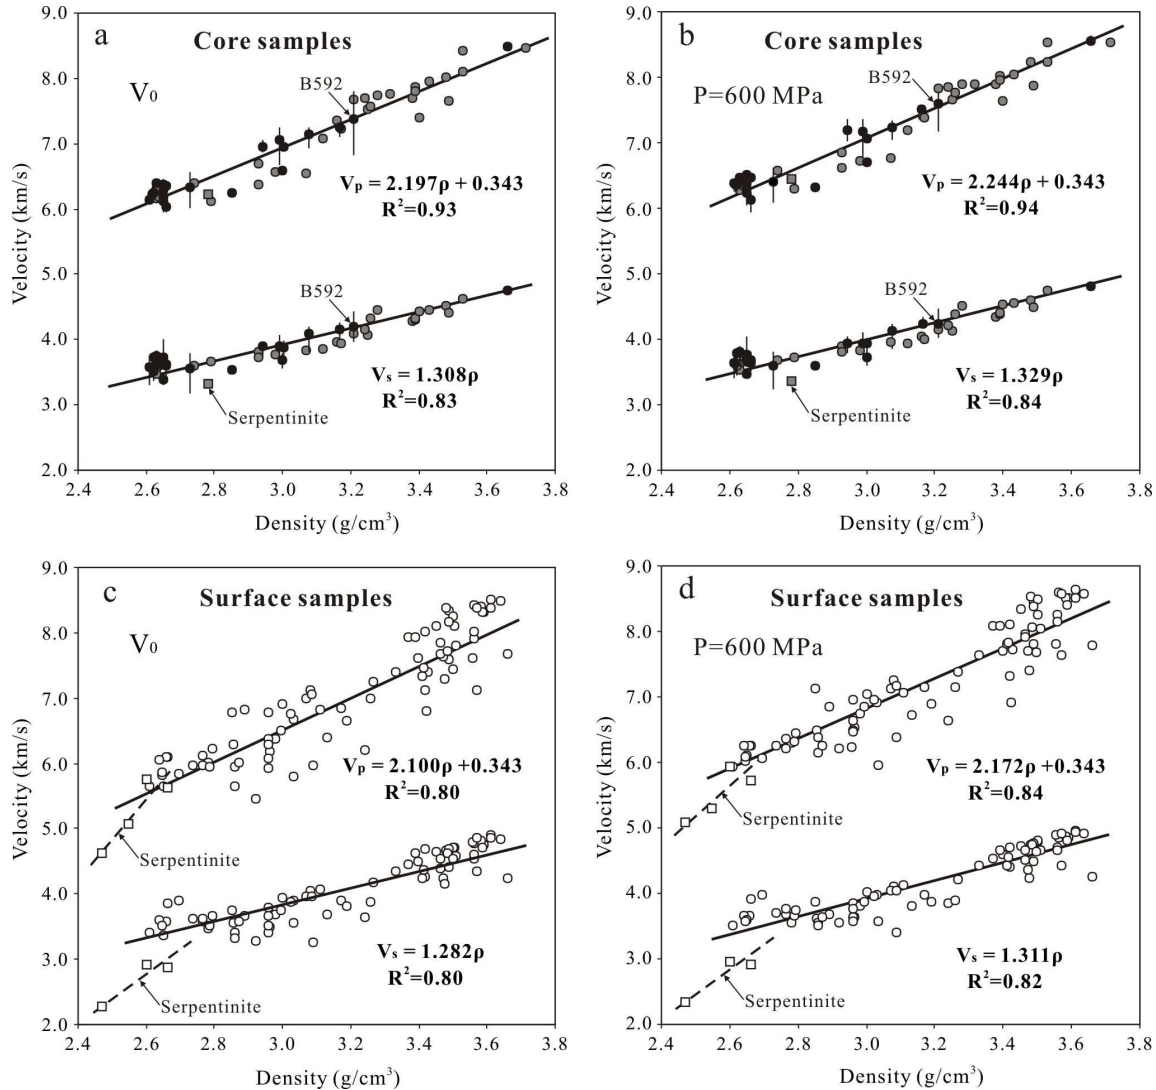 a
Core samples
V₀
B592
Vp = 2.197ρ + 0.343
R²=0.93
B592
Vs = 1.308ρ
R²=0.83
Serpentinite
Velocity (km/s)
9.0
8.0
7.0
6.0
5.0
4.0
3.0
2.0
2.4 2.6 2.8 3.0 3.2 3.4 3.6 3.8
Density (g/cm³)
b
Core samples
P=600 MPa
B592
Vp = 2.244ρ + 0.343
R²=0.94
B592
Vs = 1.329ρ
R²=0.84
Serpentinite
Velocity (km/s)
9.0
8.0
7.0
6.0
5.0
4.0
3.0
2.0
2.4 2.6 2.8 3.0 3.2 3.4 3.6 3.8
Density (g/cm³)
c
Surface samples
V₀
Vp = 2.100ρ +0.343
R²=0.80
Serpentinite
Vs = 1.282ρ
R²=0.80
Serpentinite
Velocity (km/s)
9.0
8.0
7.0
6.0
5.0
4.0
3.0
2.0
2.4 2.6 2.8 3.0 3.2 3.4 3.6 3.8
Density (g/cm³)
d
Surface samples
P=600 MPa
Vp = 2.172ρ +0.343
R²=0.84
Serpentinite
Vs = 1.311ρ
R²=0.82
Serpentinite
Velocity (km/s)
9.0
8.0
7.0
6.0
5.0
4.0
3.0
2.0
2.4 2.6 2.8 3.0 3.2 3.4 3.6 3.8
Density (g/cm³)